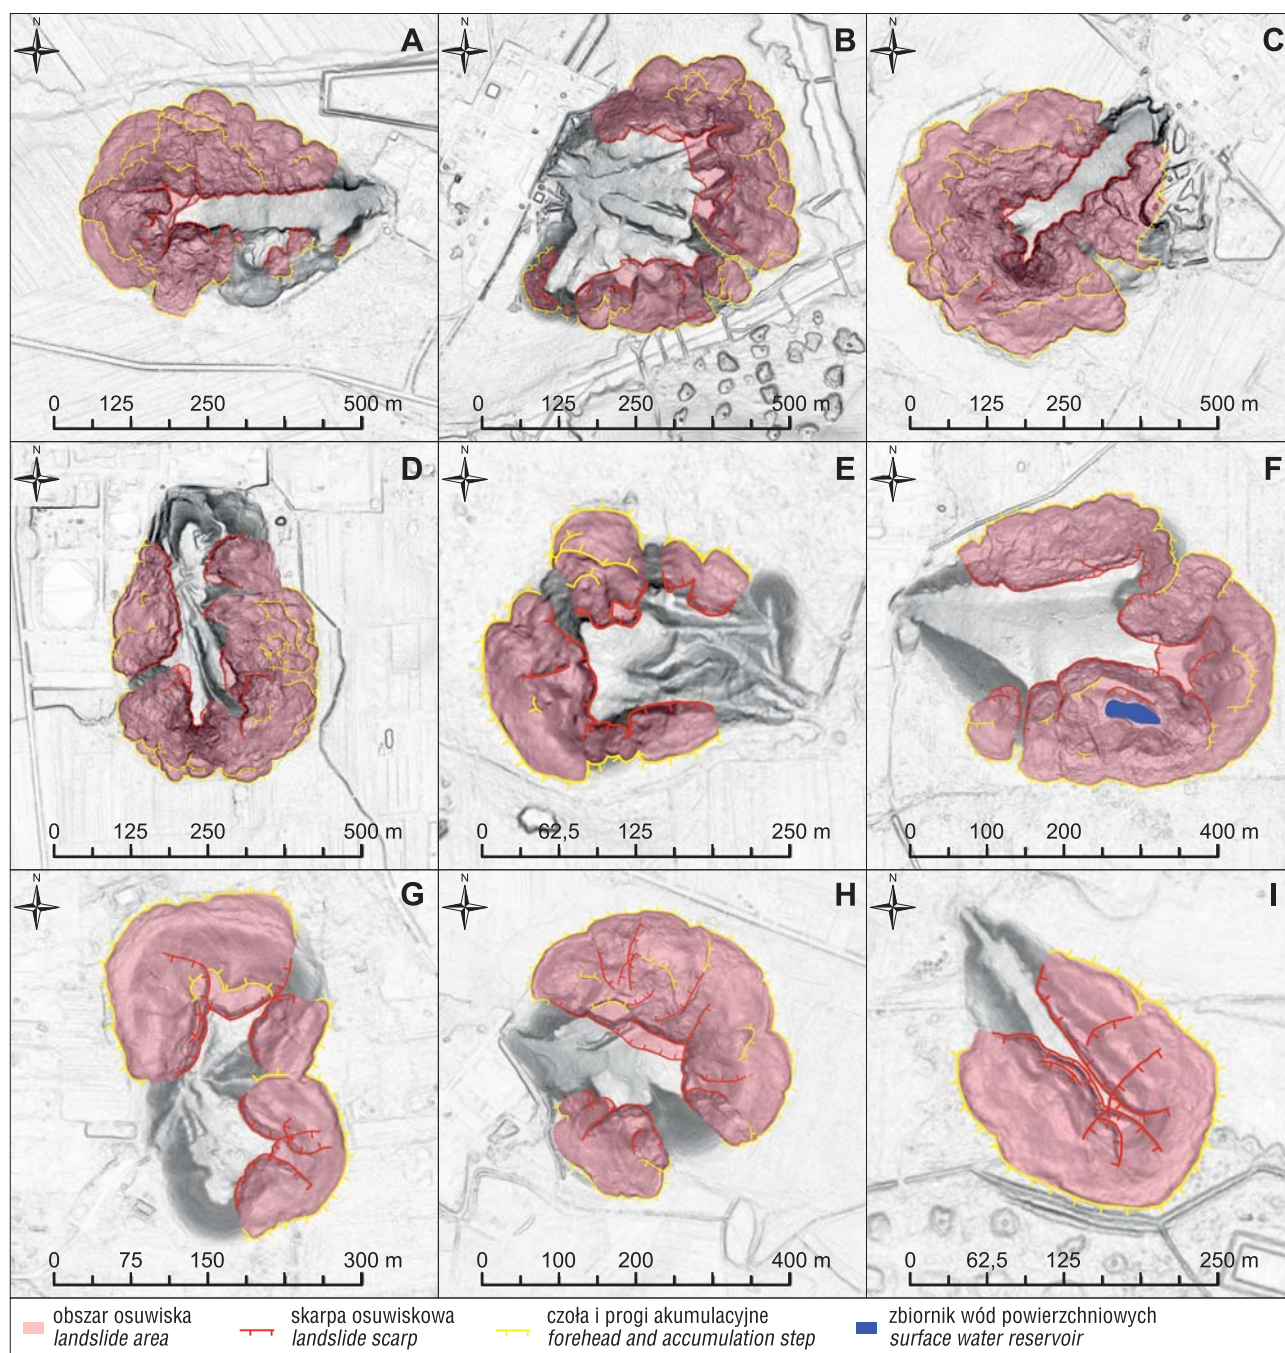 N A
N B
N C
0 125 250 500 m
0 125 250 500 m
0 125 250 500 m
N D
N E
N F
0 125 250 500 m
0 62,5 125 250 m
0 100 200 400 m
N G
N H
N I
0 75 150 300 m
0 100 200 400 m
0 62,5 125 250 m
obszar osuwiska
landslide area
skarpa osuwiskowa
landslide scarp
czoła i progi akumulacyjne
forehead and accumulation step
zbiornik wód powierzchniowych
surface water reservoir